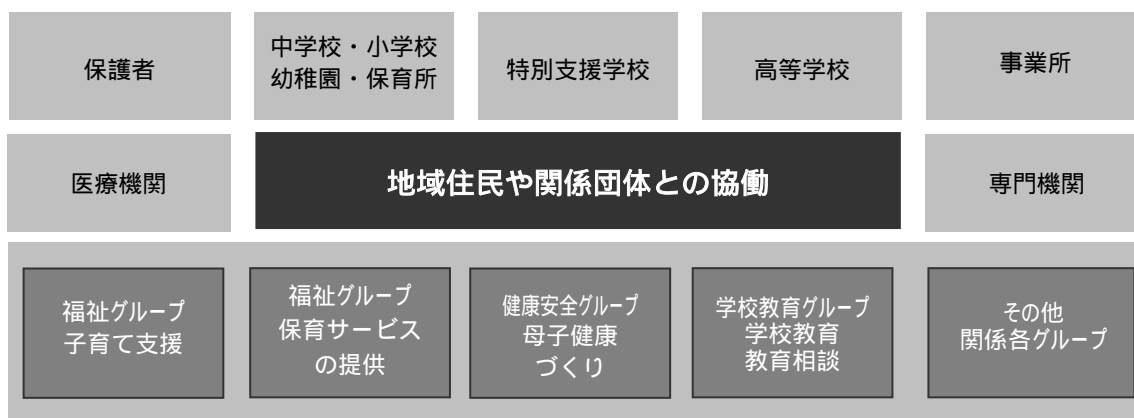 保護者
中学校・小学校
幼稚園・保育所
特別支援学校
高等学校
事業所
医療機関
地域住民や関係団体との協働
専門機関
福祉グループ
子育て支援
福祉グループ
保育サービス
の提供
健康安全グループ
母子健康
づくり
学校教育グループ
学校教育
教育相談
その他
関係各グループ